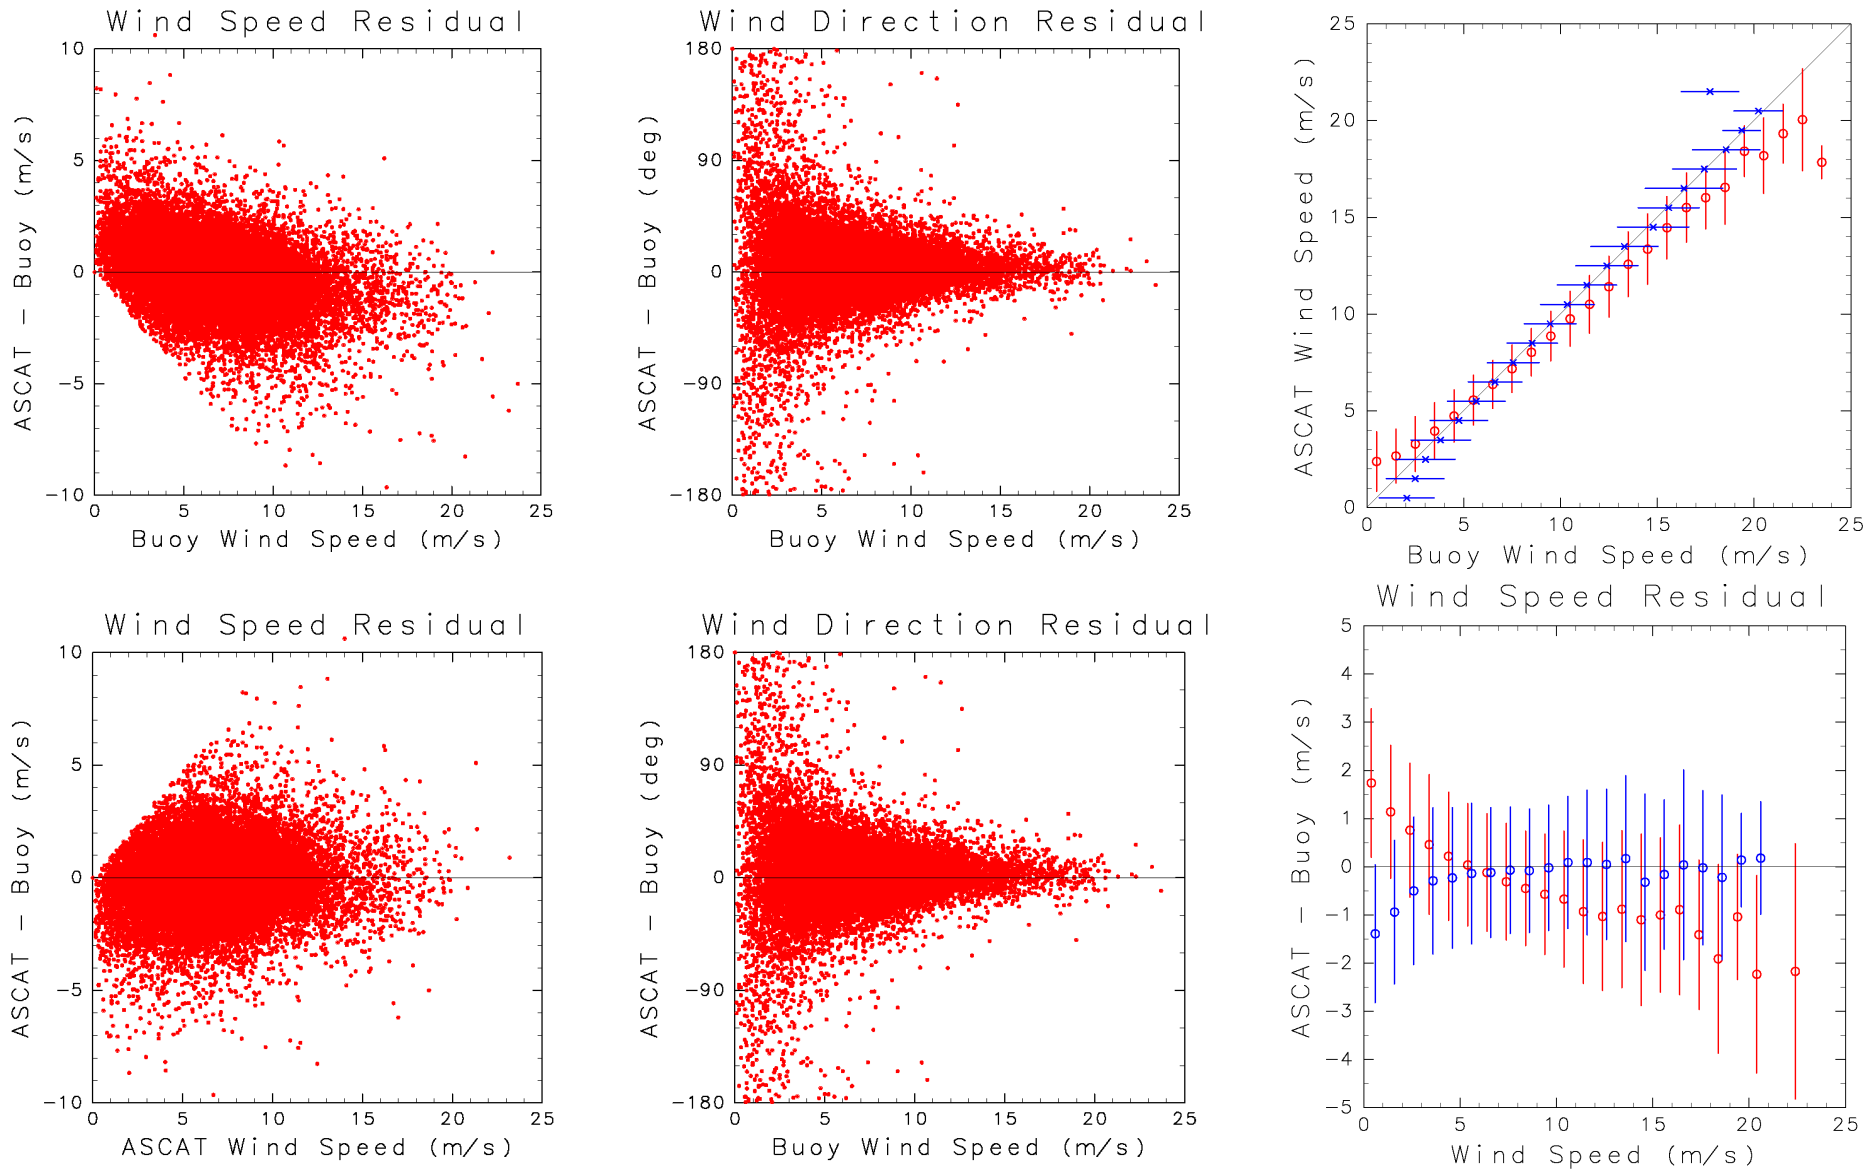 Wind Speed Residual
10
5
0
−5
−10
ASCAT − Buoy (m/s)
0 5 10 15 20 25
Buoy Wind Speed (m/s)
Wind Direction Residual
180
90
0
−90
−180
ASCAT − Buoy (deg)
0 5 10 15 20 25
Buoy Wind Speed (m/s)
25
20
15
10
5
0
ASCAT Wind Speed (m/s)
0 5 10 15 20 25
Buoy Wind Speed (m/s)
Wind Speed Residual
10
5
0
−5
−10
ASCAT − Buoy (m/s)
0 5 10 15 20 25
ASCAT Wind Speed (m/s)
Wind Direction Residual
180
90
0
−90
−180
ASCAT − Buoy (deg)
0 5 10 15 20 25
Buoy Wind Speed (m/s)
Wind Speed Residual
5
4
3
2
1
0
−1
−2
−3
−4
−5
ASCAT − Buoy (m/s)
0 5 10 15 20 25
Wind Speed (m/s)